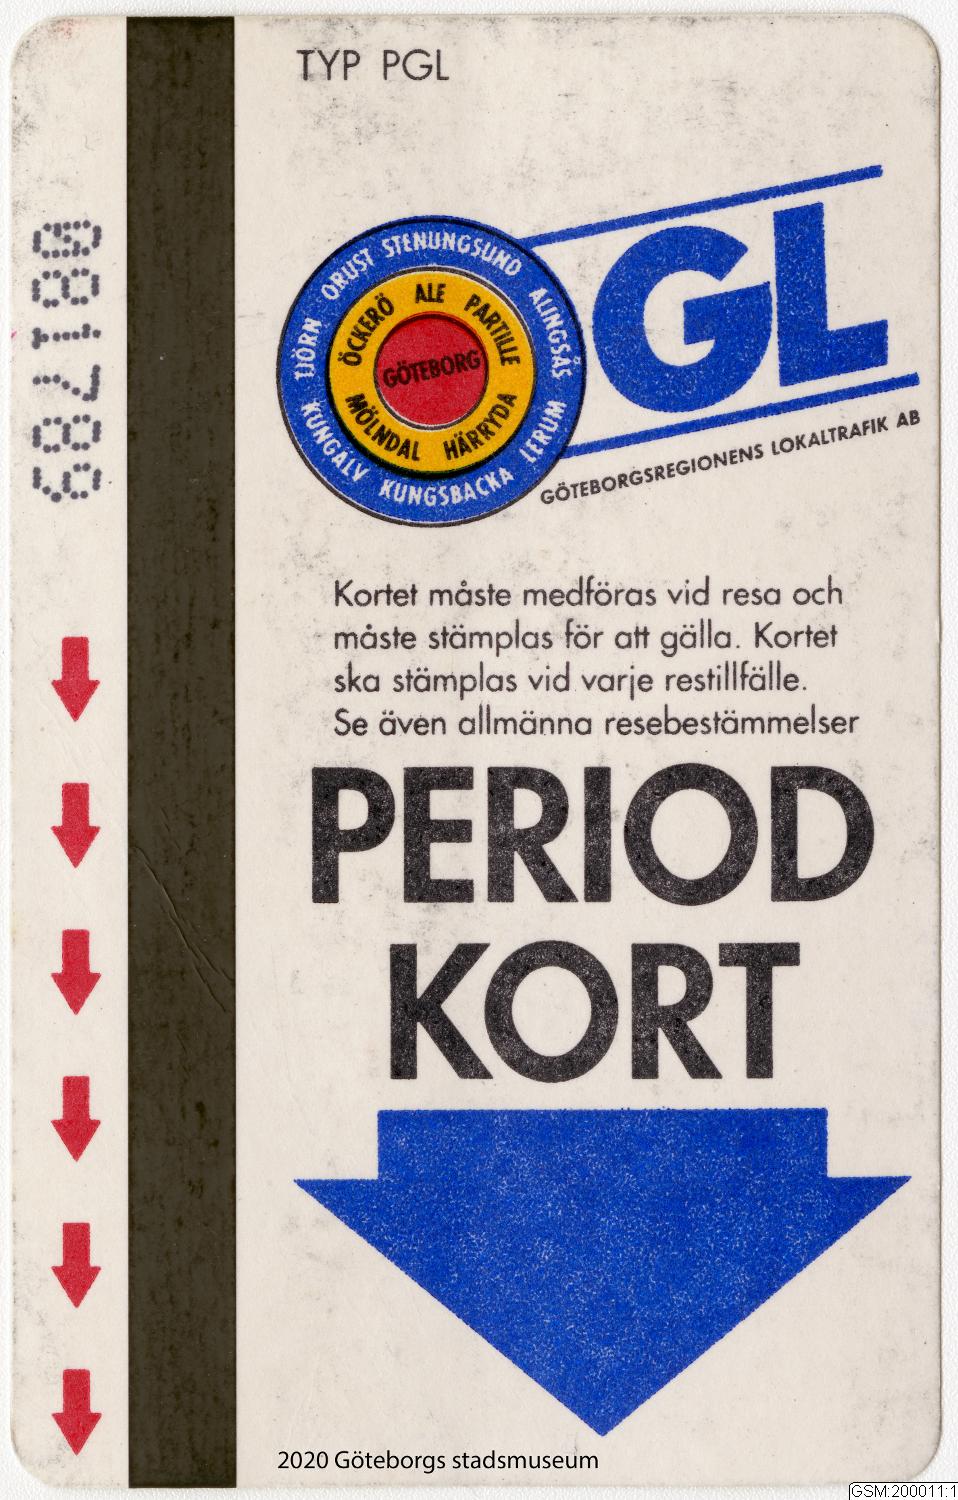 TYP PGL
081789
ORUST STENUNGSUND ALINGSÅS
TJÖRN
KUNGÄLV KUNGSBACKA LERUM
ÖCKERÖ ALE PARTILLE
MÖLNDAL HÄRRYDA
GÖTEBORG
GL
GÖTEBORGSREGIONENS LOKALTRAFIK AB
Kortet måste medföras vid resa och
måste stämplas för att gälla. Kortet
ska stämplas vid varje restillfälle.
Se även allmänna resebestämmelser
PERIOD
KORT
2020 Göteborgs stadsmuseum
GSM:200011:1